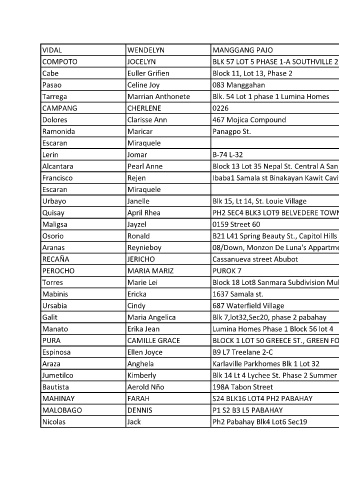 VIDAL WENDELYN MANGGANG PAJO
COMPOTO JOCELYN BLK 57 LOT 5 PHASE 1-A SOUTHVILLE 2
Cabe Euller Grifien Block 11, Lot 13, Phase 2
Pasao Celine Joy 083 Manggahan
Tarrega Marrian Anthonete Blk. 54 Lot 1 phase 1 Lumina Homes
CAMPANG CHERLENE 0226
Dolores Clarisse Ann 467 Mojica Compound
Ramonida Maricar Panagpo St.
Escaran Miraquele
Lerin Jomar B-74 L-32
Alcantara Pearl Anne Block 13 Lot 35 Nepal St. Central A San
Francisco Rejen Ibaba1 Samala st Binakayan Kawit Cavi
Escaran Miraquele
Urbayo Janelle Blk 15, Lt 14, St. Louie Village
Quisay April Rhea PH2 SEC4 BLK3 LOT9 BELVEDERE TOWN
Maligsa Jayzel 0159 Street 60
Osorio Ronald B21 L41 Spring Beauty St., Capitol Hills
Aranas Reynieboy 08/Down, Monzon De Luna's Appartme
RECAÑA JERICHO Cassanueva street Abubot
PEROCHO MARIA MARIZ PUROK 7
Torres Marie Lei Block 18 Lot8 Sanmara Subdivision Mul
Mabinis Ericka 1637 Samala st.
Ursabia Cindy 687 Waterfield Village
Galit Maria Angelica Blk 7,lot32,Sec20, phase 2 pabahay
Manato Erika Jean Lumina Homes Phase 1 Block 56 lot 4
PURA CAMILLE GRACE BLOCK 1 LOT 50 GREECE ST., GREEN FO
Espinosa Ellen Joyce B9 L7 Treelane 2-C
Araza Anghela Karlaville Parkhomes Blk 1 Lot 32
Jumetilco Kimberly Blk 14 Lt 4 Lychee St. Phase 2 Summer
Bautista Aerold Nño 198A Tabon Street
MAHINAY FARAH S24 BLK16 LOT4 PH2 PABAHAY
MALOBAGO DENNIS P1 S2 B3 L5 PABAHAY
Nicolas Jack Ph2 Pabahay Blk4 Lot6 Sec19